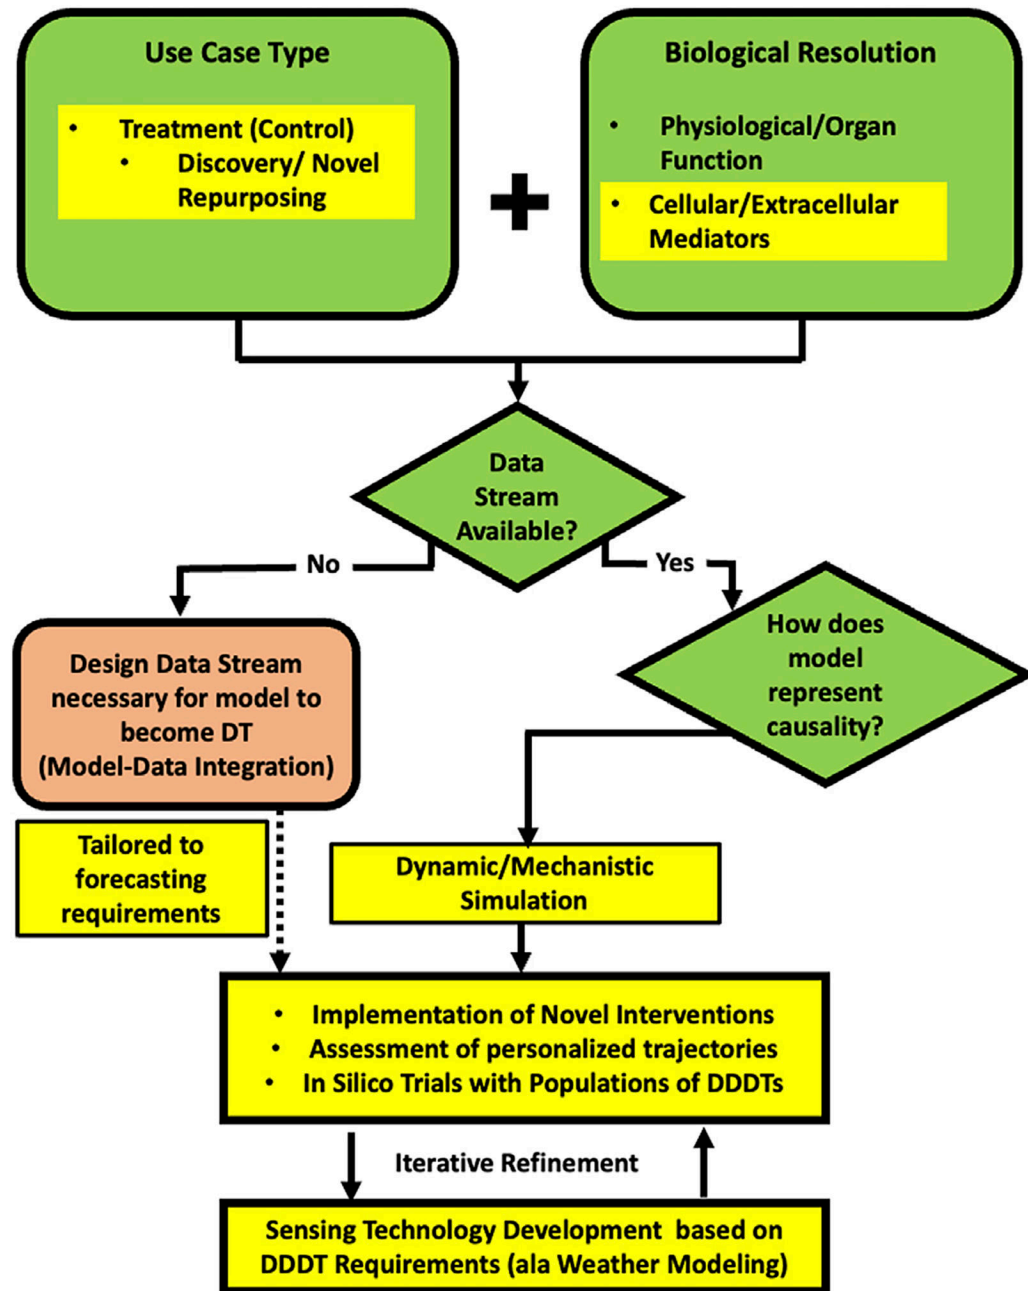 Use Case Type
• Treatment (Control)
• Discovery/ Novel
Repurposing
+
Biological Resolution
• Physiological/Organ
Function
• Cellular/Extracellular
Mediators
Data
Stream
Available?
No
Yes
Design Data Stream
necessary for model to
become DT
(Model-Data Integration)
How does
model
represent
causality?
Tailored to
forecasting
requirements
Dynamic/Mechanistic
Simulation
• Implementation of Novel Interventions
• Assessment of personalized trajectories
• In Silico Trials with Populations of DDDTs
Iterative Refinement
Sensing Technology Development based on
DDDT Requirements (ala Weather Modeling)